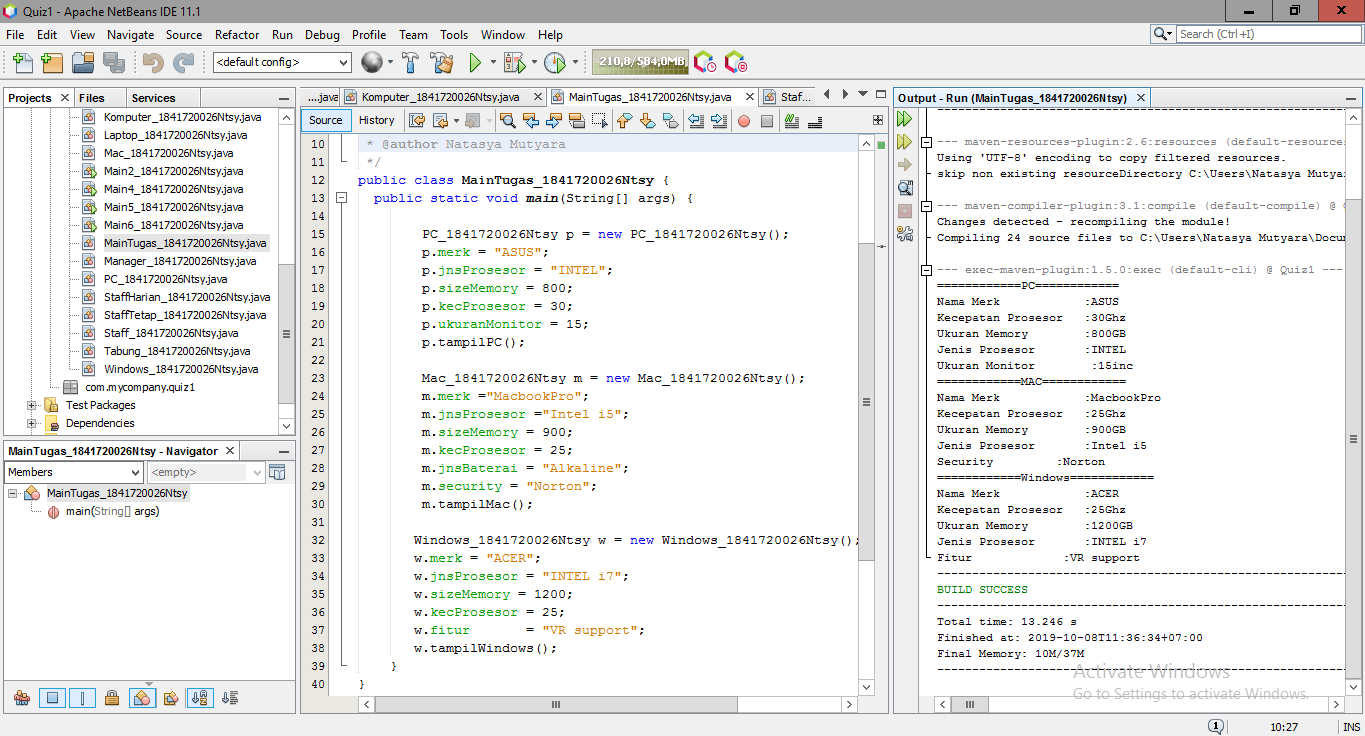 Quiz1 - Apache NetBeans IDE 11.1
File Edit View Navigate Source Refactor Run Debug Profile Team Tools Window Help
Search (Ctrl+I)
<default config>
210,8/584,0MB
Projects Files Services
Komputer_1841720026Ntsy.java
Laptop_1841720026Ntsy.java
Mac_1841720026Ntsy.java
Main2_1841720026Ntsy.java
Main4_1841720026Ntsy.java
Main5_1841720026Ntsy.java
Main6_1841720026Ntsy.java
MainTugas_1841720026Ntsy.java
Manager_1841720026Ntsy.java
PC_1841720026Ntsy.java
StaffHarian_1841720026Ntsy.java
StaffTetap_1841720026Ntsy.java
Staff_1841720026Ntsy.java
Tabung_1841720026Ntsy.java
Windows_1841720026Ntsy.java
com.mycompany.quiz1
Test Packages
Dependencies
MainTugas_1841720026Ntsy - Navigator
Members <empty>
MainTugas_1841720026Ntsy
main(String[] args)
....java Komputer_1841720026Ntsy.java MainTugas_1841720026Ntsy.java Staf...
Source History
10 * @author Natasya Mutyara
11 */
12 public class MainTugas_1841720026Ntsy {
13 public static void main(String[] args) {
14
15 PC_1841720026Ntsy p = new PC_1841720026Ntsy();
16 p.merk = "ASUS";
17 p.jnsProsesor = "INTEL";
18 p.sizeMemory = 800;
19 p.kecProsesor = 30;
20 p.ukuranMonitor = 15;
21 p.tampilPC();
22
23 Mac_1841720026Ntsy m = new Mac_1841720026Ntsy();
24 m.merk ="MacbookPro";
25 m.jnsProsesor ="Intel i5";
26 m.sizeMemory = 900;
27 m.kecProsesor = 25;
28 m.jnsBaterai = "Alkaline";
29 m.security = "Norton";
30 m.tampilMac();
31
32 Windows_1841720026Ntsy w = new Windows_1841720026Ntsy();
33 w.merk = "ACER";
34 w.jnsProsesor = "INTEL i7";
35 w.sizeMemory = 1200;
36 w.kecProsesor = 25;
37 w.fitur = "VR support";
38 w.tampilWindows();
39 }
40 }
Output - Run (MainTugas_1841720026Ntsy)
--- maven-resources-plugin:2.6:resources (default-resource
Using 'UTF-8' encoding to copy filtered resources.
skip non existing resourceDirectory C:\Users\Natasya Mutya
--- maven-compiler-plugin:3.1:compile (default-compile) @
Changes detected - recompiling the module!
Compiling 24 source files to C:\Users\Natasya Mutyara\Docu
--- exec-maven-plugin:1.5.0:exec (default-cli) @ Quiz1 ---
============PC============
Nama Merk :ASUS
Kecepatan Prosesor :30Ghz
Ukuran Memory :800GB
Jenis Prosesor :INTEL
Ukuran Monitor :15inc
============MAC============
Nama Merk :MacbookPro
Kecepatan Prosesor :25Ghz
Ukuran Memory :900GB
Jenis Prosesor :Intel i5
Security :Norton
============Windows============
Nama Merk :ACER
Kecepatan Prosesor :25Ghz
Ukuran Memory :1200GB
Jenis Prosesor :INTEL i7
Fitur :VR support
------------------------------------------------------------
BUILD SUCCESS
------------------------------------------------------------
Total time: 13.246 s
Finished at: 2019-10-08T11:36:34+07:00
Final Memory: 10M/37M
------------------------------------------------------------
Activate Windows
Go to Settings to activate Windows.
1 10:27 INS